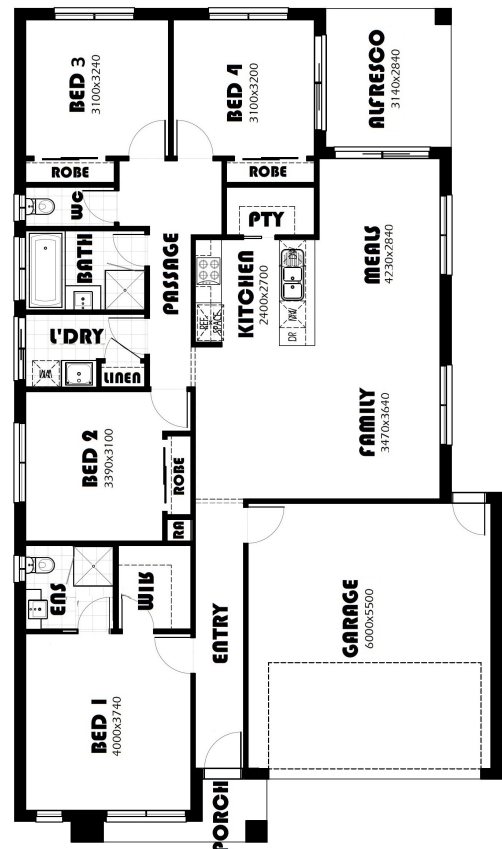 BED 3
3100x3240
BED 4
3100x3200
ALFRESCO
3140x2840
ROBE
ROBE
WC
PTY
BATH
PASSAGE
KITCHEN
2400x2700
MEALS
4230x2840
REF.
SPACE
DR
L'DRY
LINEN
FAMILY
3470x3640
BED 2
3390x3100
ROBE
RA
ENS
WIR
ENTRY
GARAGE
6000x5500
BED 1
4000x3740
PORCH